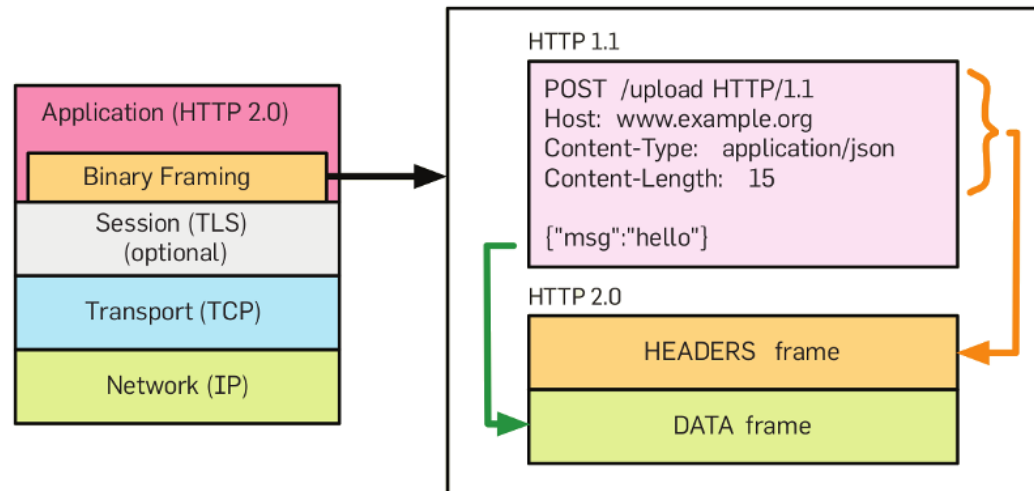 Application (HTTP 2.0)
Binary Framing
Session (TLS)
(optional)
Transport (TCP)
Network (IP)
HTTP 1.1
POST /upload HTTP/1.1
Host: www.example.org
Content-Type: application/json
Content-Length: 15
{"msg":"hello"}
HTTP 2.0
HEADERS frame
DATA frame